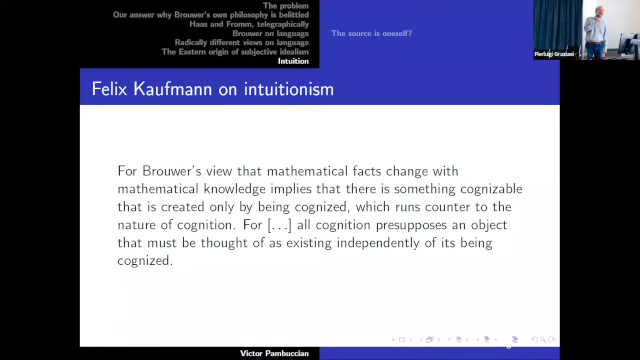 The problem
Our answer why Brouwer's own philosophy is belittled
Haas and Fromm, telegraphically
Brouwer on language
Radically different views on language
The Eastern origin of subjective idealism
Intuition
The source is oneself?
Pierluigi Graziani
Felix Kaufmann on intuitionism
For Brouwer's view that mathematical facts change with
mathematical knowledge implies that there is something cognizable
that is created only by being cognized, which runs counter to the
nature of cognition. For [...] all cognition presupposes an object
that must be thought of as existing independently of its being
cognized.
Victor Pambuccian